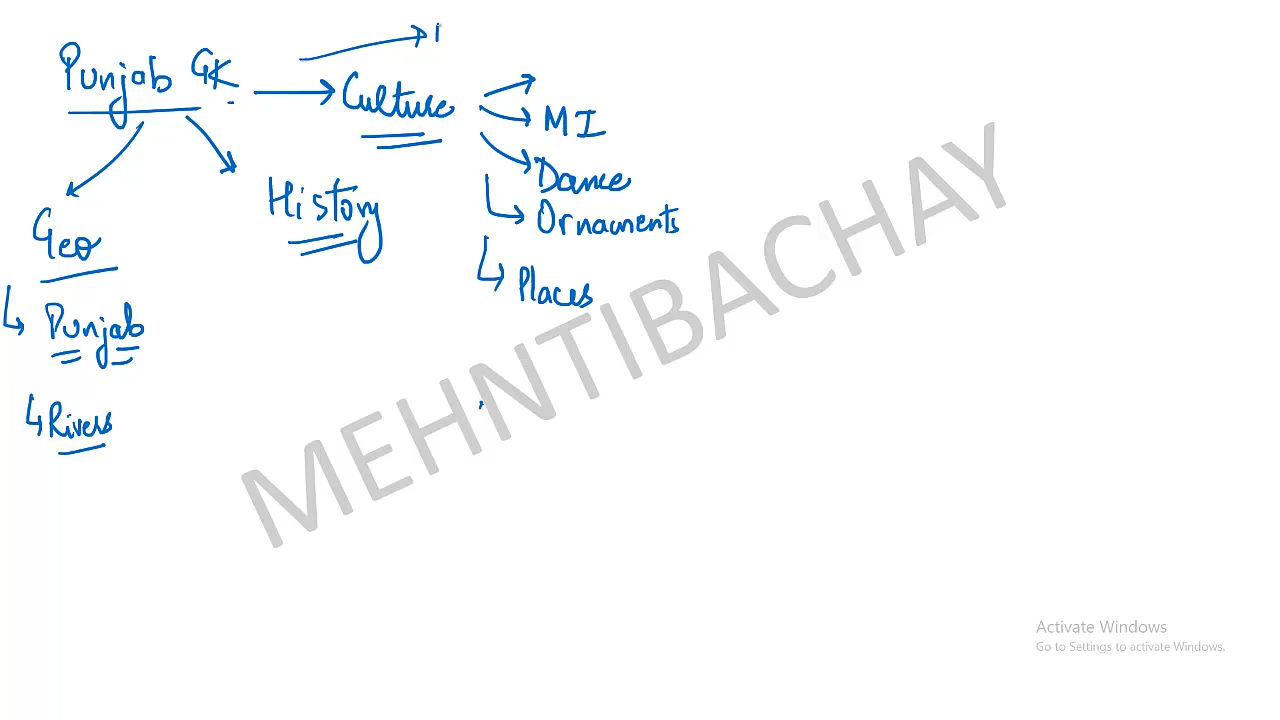 Punjab GK
Culture
MI
Dance
Ornaments
Places
History
Geo
Punjab
Rivers
MEHNTIBACHAY
Activate Windows
Go to Settings to activate Windows.